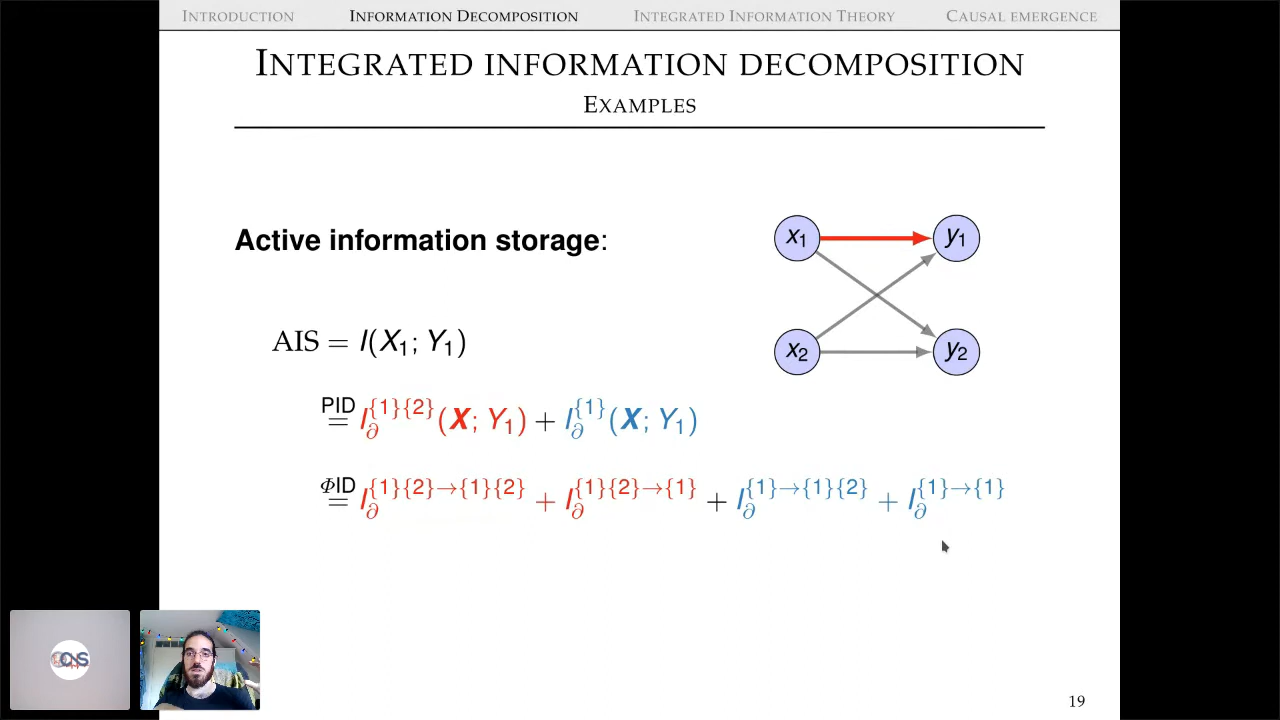 INTRODUCTION INFORMATION DECOMPOSITION INTEGRATED INFORMATION THEORY CAUSAL EMERGENCE
INTEGRATED INFORMATION DECOMPOSITION
EXAMPLES
Active information storage:
x₁ y₁
x₂ y₂
AIS = I(X₁; Y₁)
PID
= I∂^{1}{2}(X; Y₁) + I∂^{1}(X; Y₁)
ΦID
= I∂^{1}{2}→{1}{2} + I∂^{1}{2}→{1} + I∂^{1}→{1}{2} + I∂^{1}→{1}
19